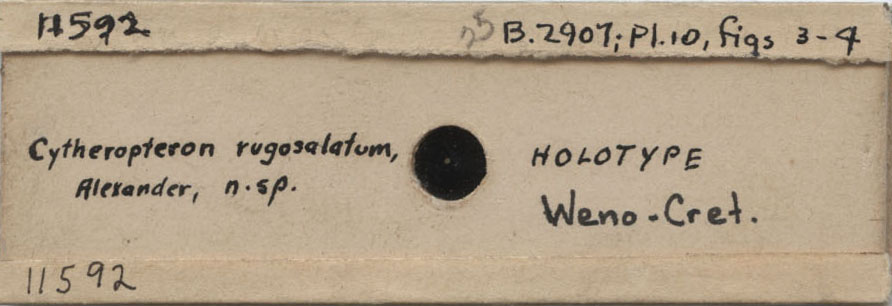 11592
B.2907; Pl.10, figs 3-4
Cytheropteron rugosalatum,
Alexander, n.sp.
HOLOTYPE
Weno-Cret.
11592